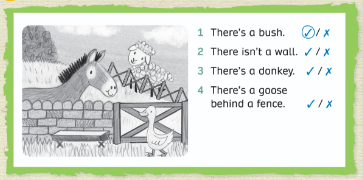 1 There's a bush. ✓ / ✗
2 There isn't a wall. ✓ / ✗
3 There's a donkey. ✓ / ✗
4 There's a goose
behind a fence. ✓ / ✗